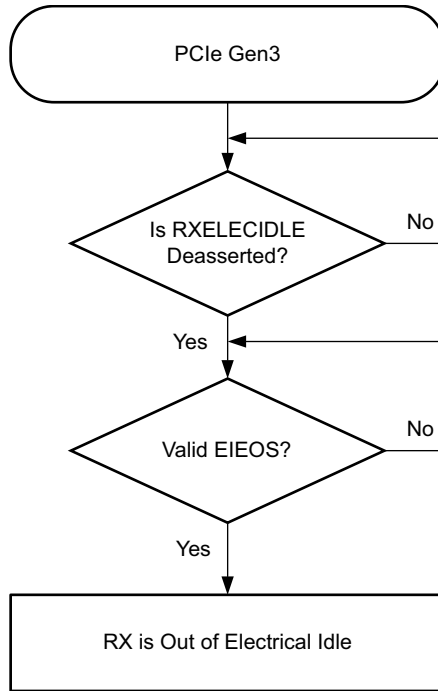 PCIe Gen3
Is RXELECIDLE
Deasserted?
No
Yes
Valid EIEOS?
No
Yes
RX is Out of Electrical Idle